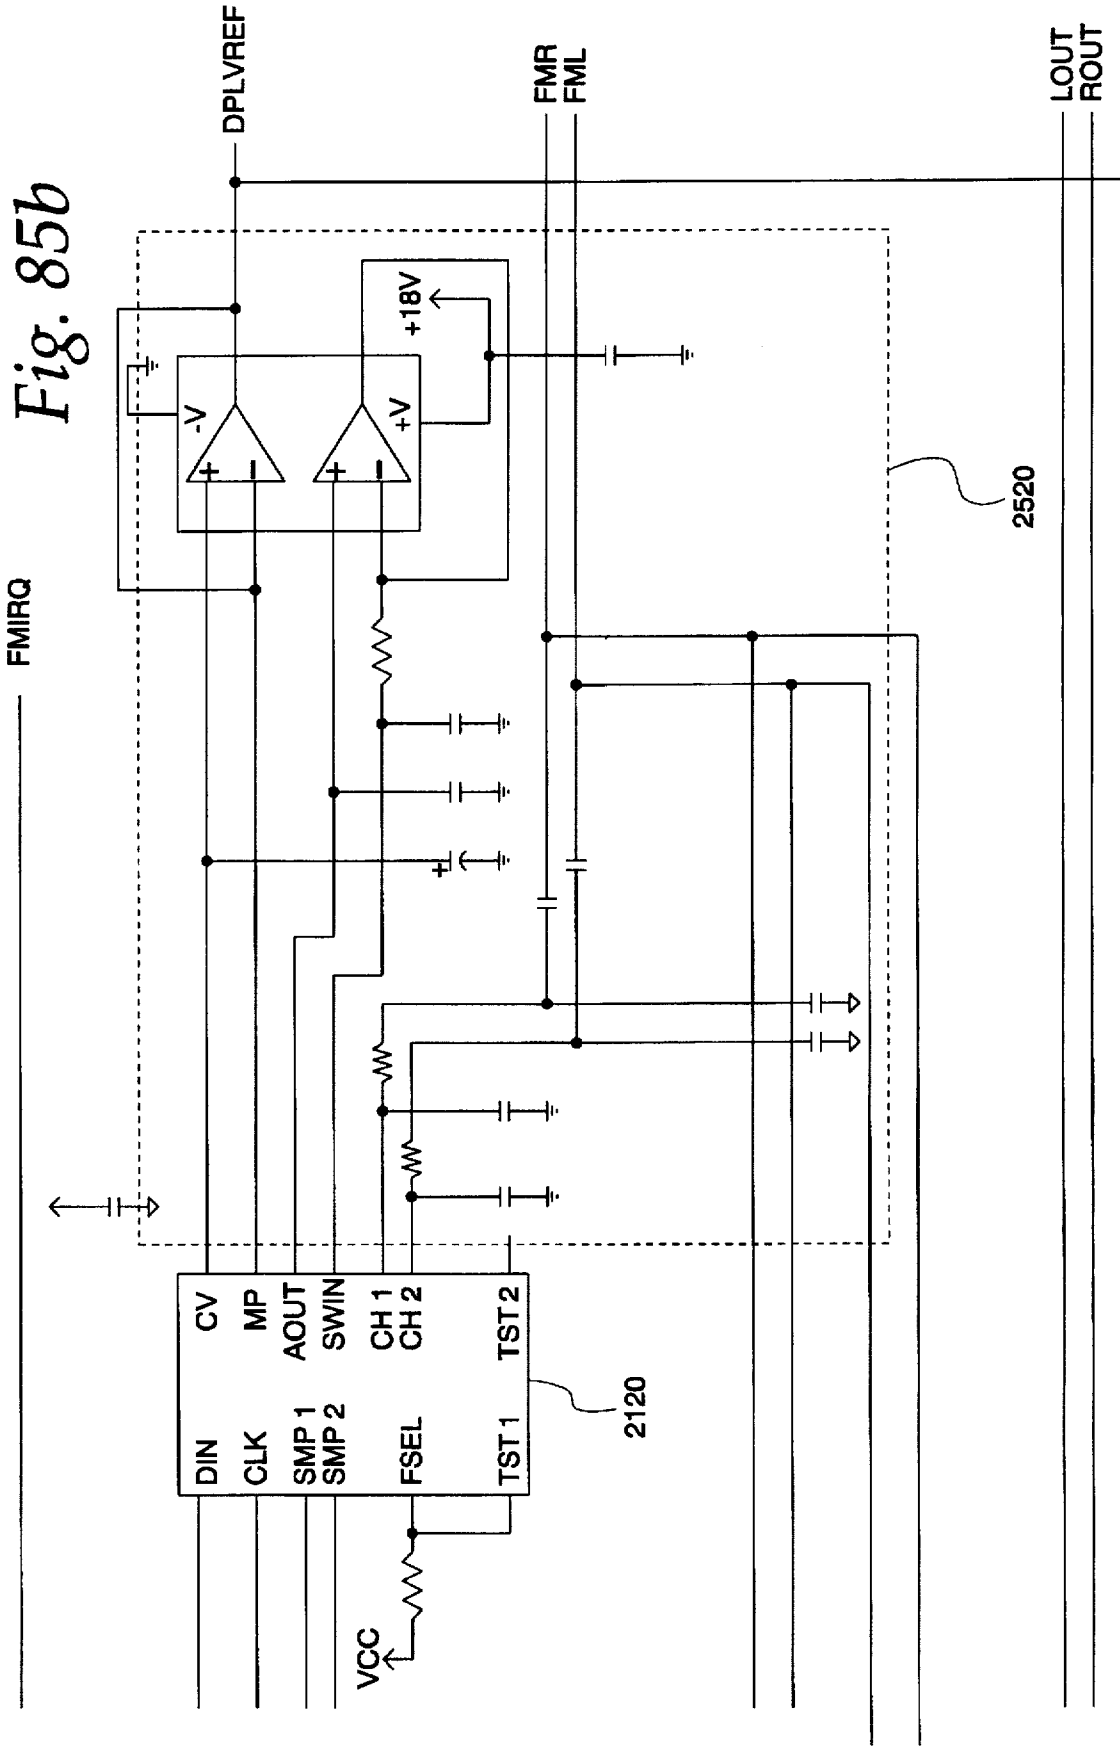 Fig. 85b
FMIRQ
DPLVREF
FMR
FML
LOUT
ROUT
-V
+
−
+
−
+V
+18V
+
2520
DIN
CLK
SMP 1
SMP 2
FSEL
TST 1
CV
MP
AOUT
SWIN
CH 1
CH 2
TST 2
2120
VCC